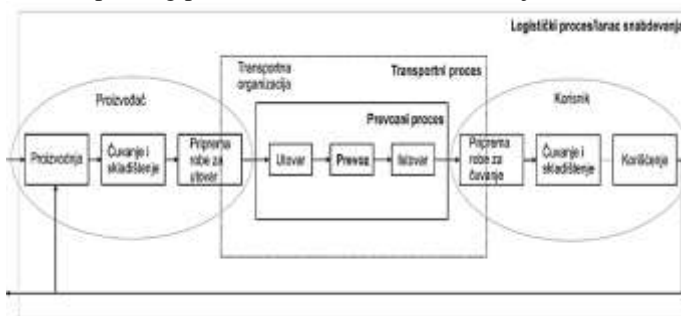 Logistički proces/lanac snabdevanja
Transportna
organizacija
Transportni proces
Proizvođač
Prevozni proces
Korisnik
Proizvodnja
Čuvanje i
skladištenje
Priprema
robe za
utovar
Utovar
Prevoz
Istovar
Priprema
robe za
čuvanje
Čuvanje i
skladištenje
Korišćenja